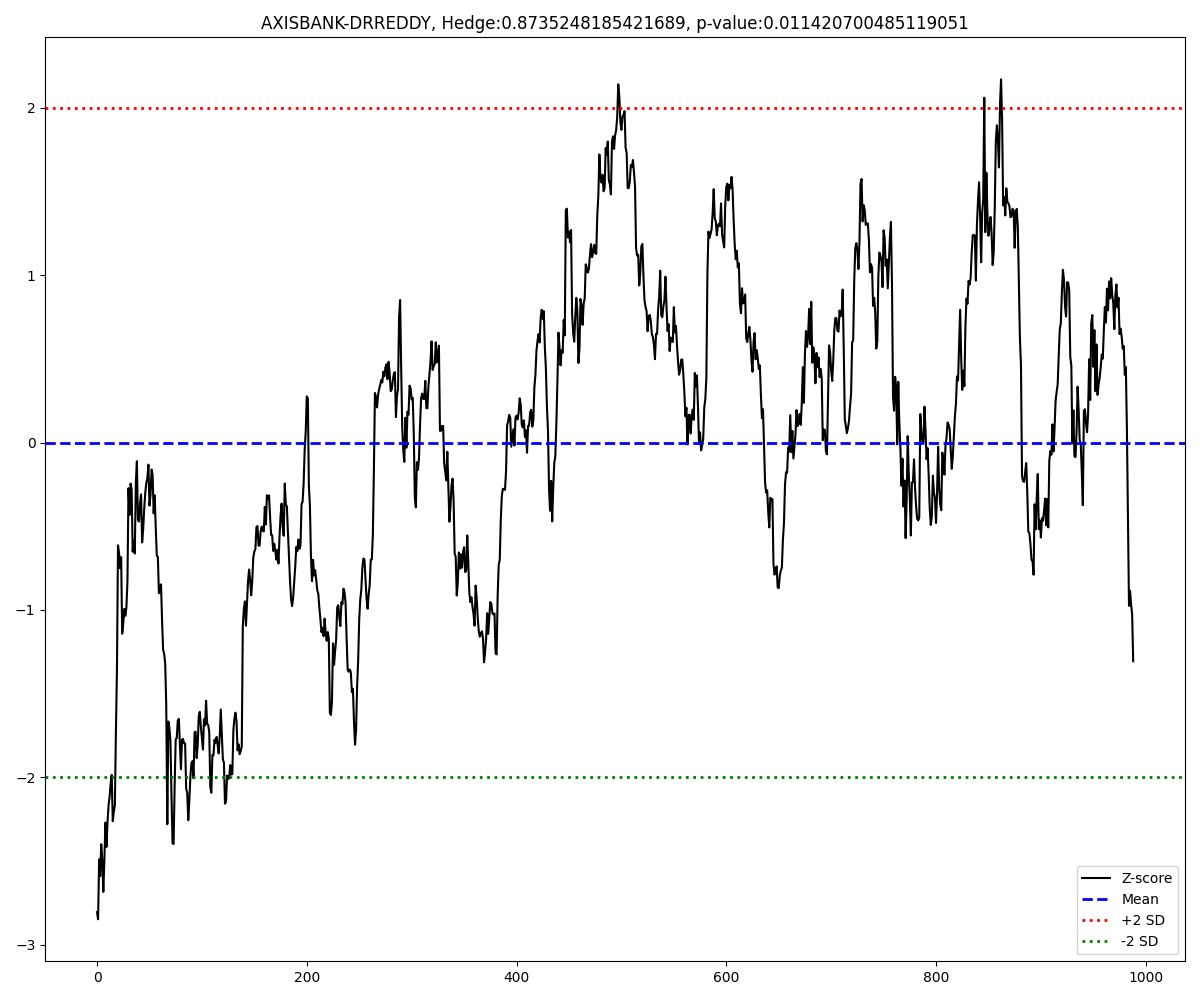 AXISBANK-DRREDDY, Hedge:0.8735248185421689, p-value:0.011420700485119051
2
1
0
−1
−2
−3
0 200 400 600 800 1000
Z-score
Mean
+2 SD
-2 SD